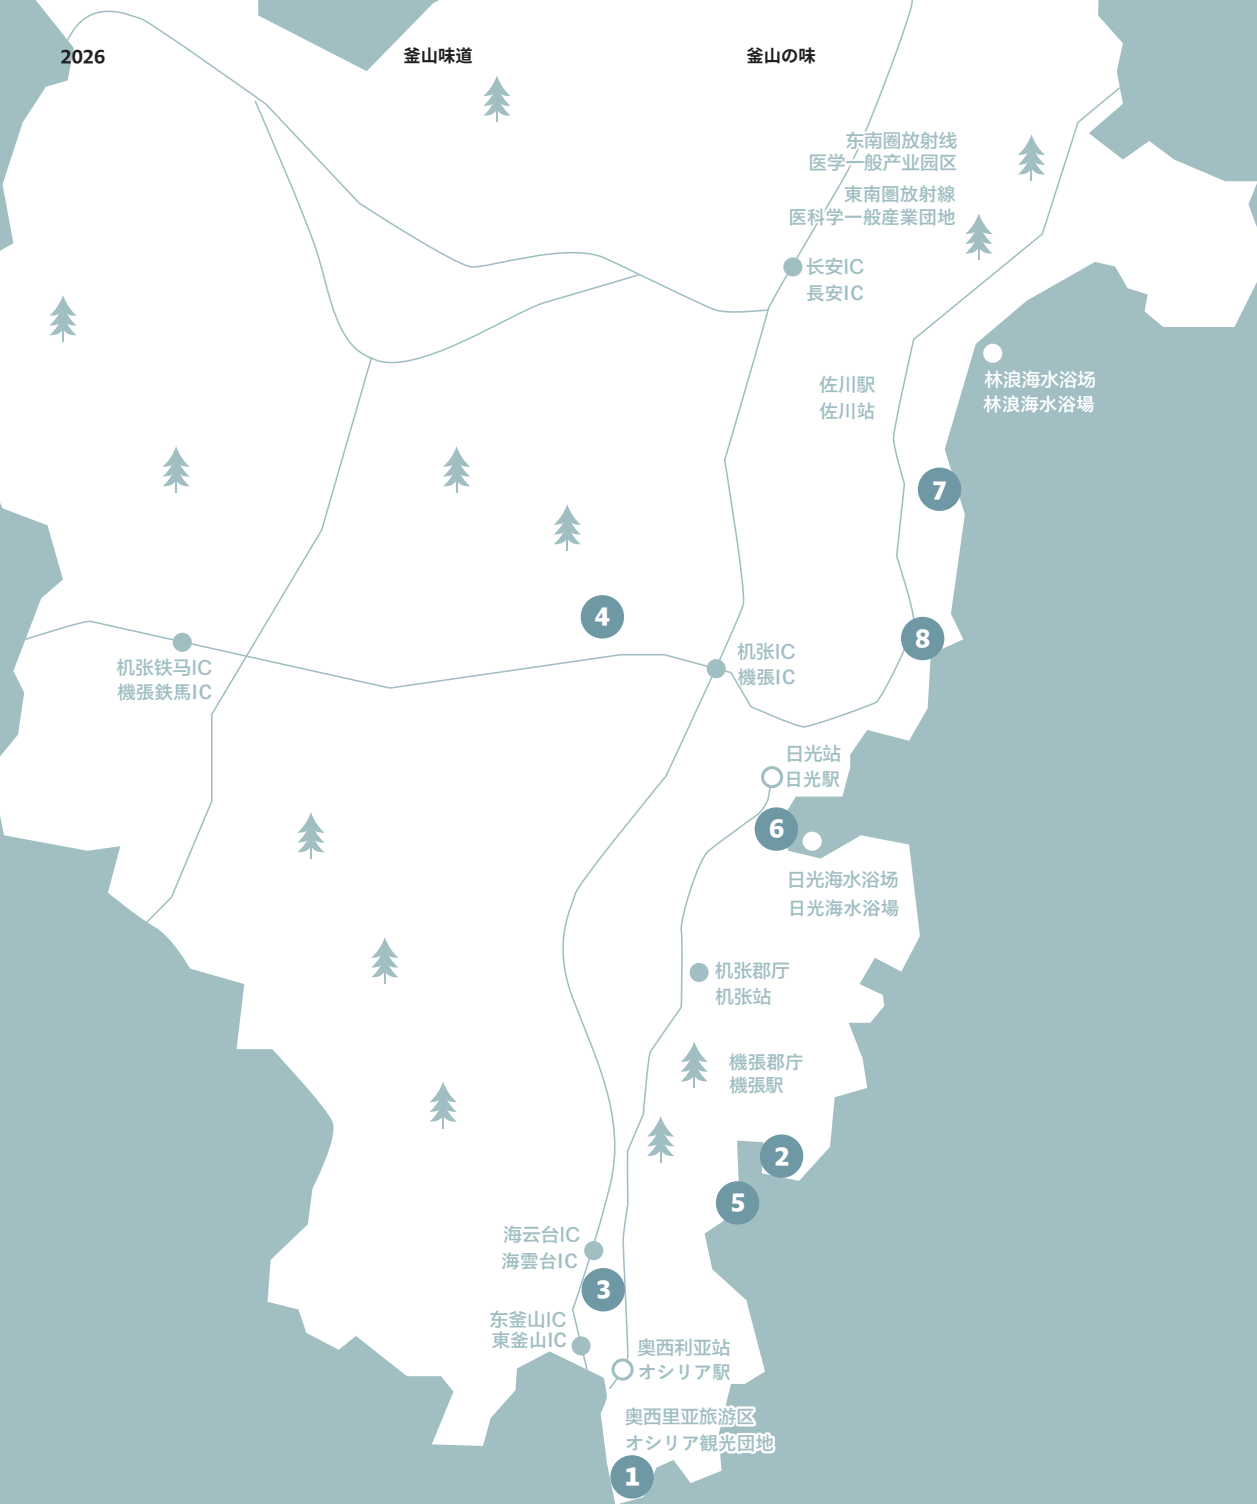 2026
釜山味道
釜山の味
东南圈放射线
医学一般产业园区
東南圏放射線
医科学一般産業団地
长安IC
長安IC
林浪海水浴场
林浪海水浴場
佐川駅
佐川站
7
4
8
机张IC
機張IC
机张铁马IC
機張鉄馬IC
日光站
日光駅
6
日光海水浴场
日光海水浴場
机张郡厅
机张站
機張郡庁
機張駅
2
5
海云台IC
海雲台IC
3
东釜山IC
東釜山IC
奥西利亚站
オシリア駅
奥西里亚旅游区
オシリア観光団地
1